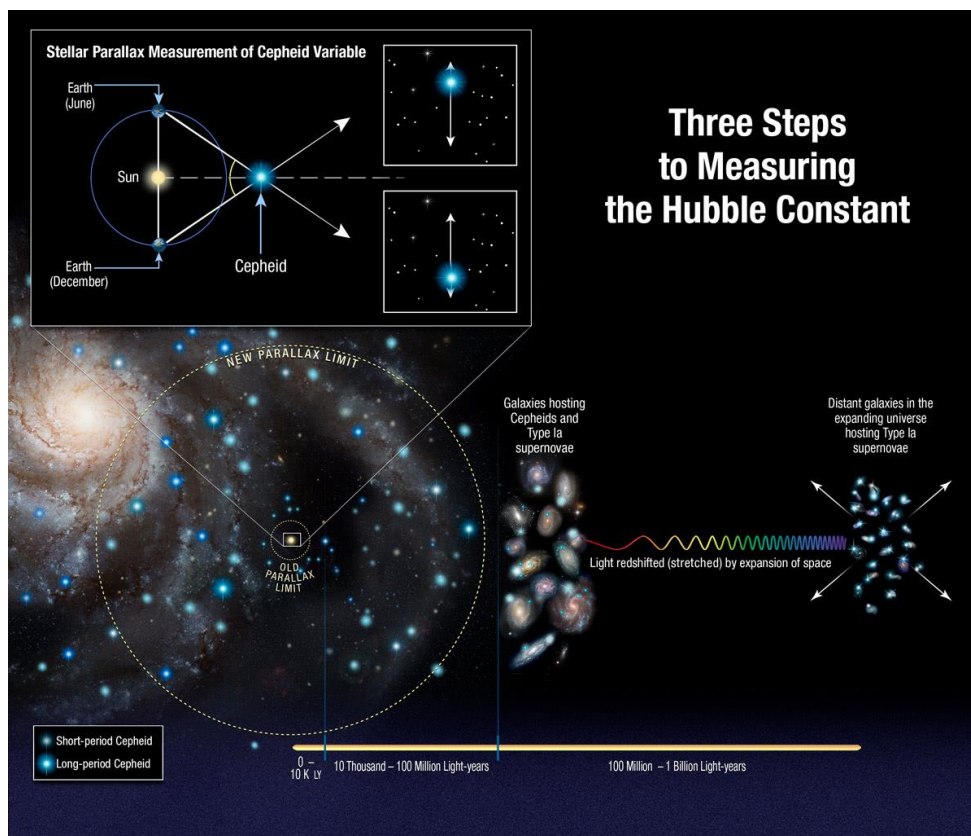 Stellar Parallax Measurement of Cepheid Variable
Earth
(June)
Sun
Earth
(December)
Cepheid
Three Steps
to Measuring
the Hubble Constant
NEW PARALLAX LIMIT
OLD
PARALLAX
LIMIT
Galaxies hosting
Cepheids and
Type Ia
supernovae
Light redshifted (stretched) by expansion of space
Distant galaxies in the
expanding universe
hosting Type Ia
supernovae
Short-period Cepheid
Long-period Cepheid
0 –
10 K LY
10 Thousand – 100 Million Light-years
100 Million – 1 Billion Light-years